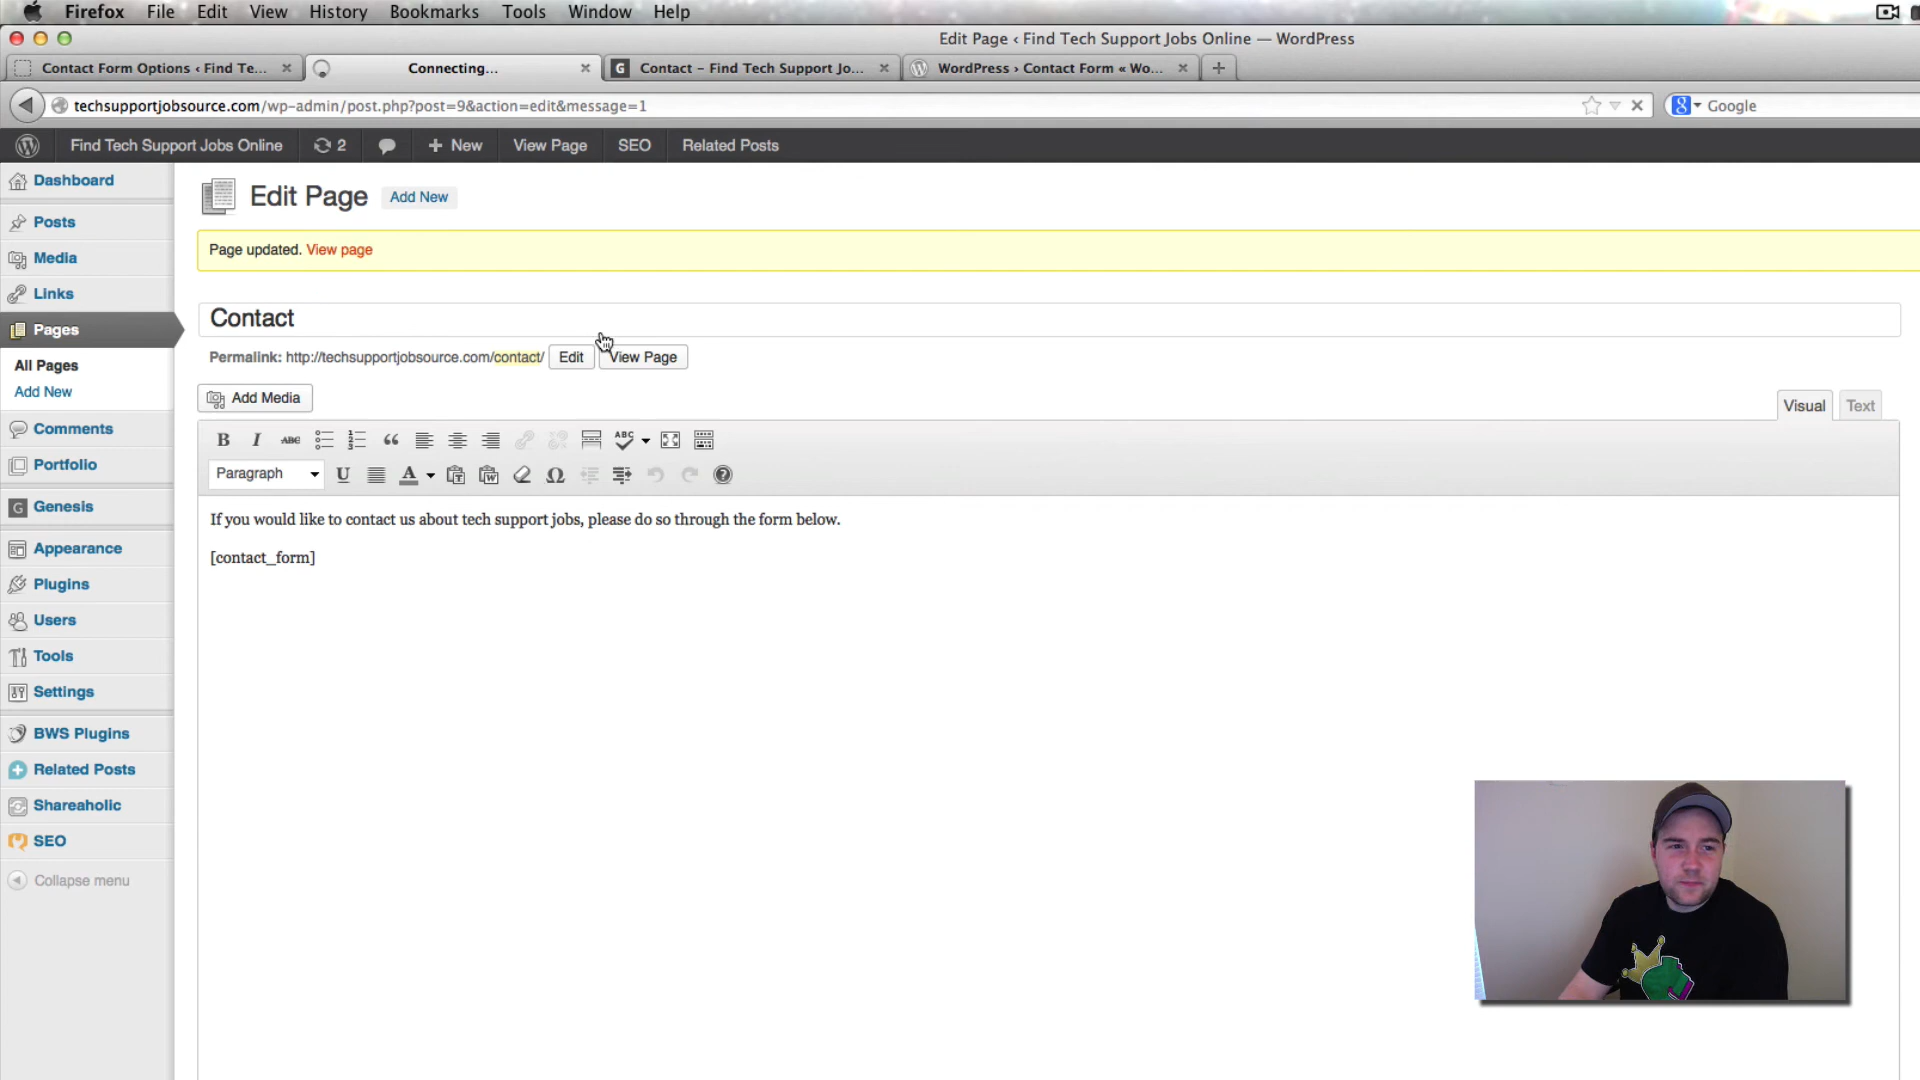 Firefox File Edit View History Bookmarks Tools Window Help
Edit Page ‹ Find Tech Support Jobs Online — WordPress
Contact Form Options ‹ Find Te...
Connecting...
Contact – Find Tech Support Jo...
WordPress › Contact Form « Wo...
techsupportjobsource.com/wp-admin/post.php?post=9&action=edit&message=1
Google
Find Tech Support Jobs Online 2 + New View Page SEO Related Posts
Dashboard
Posts
Media
Links
Pages
All Pages
Add New
Comments
Portfolio
Genesis
Appearance
Plugins
Users
Tools
Settings
BWS Plugins
Related Posts
Shareaholic
SEO
Collapse menu
Edit Page Add New
Page updated. View page
Contact
Permalink: http://techsupportjobsource.com/contact/ Edit View Page
Add Media
Visual Text
B I ABC ABC
Paragraph U A Ω
If you would like to contact us about tech support jobs, please do so through the form below.
[contact_form]